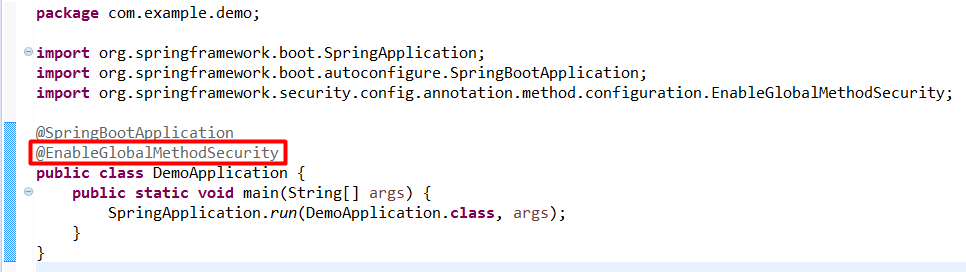 package com.example.demo;
import org.springframework.boot.SpringApplication;
import org.springframework.boot.autoconfigure.SpringBootApplication;
import org.springframework.security.config.annotation.method.configuration.EnableGlobalMethodSecurity;
@SpringBootApplication
@EnableGlobalMethodSecurity
public class DemoApplication {
public static void main(String[] args) {
SpringApplication.run(DemoApplication.class, args);
}
}